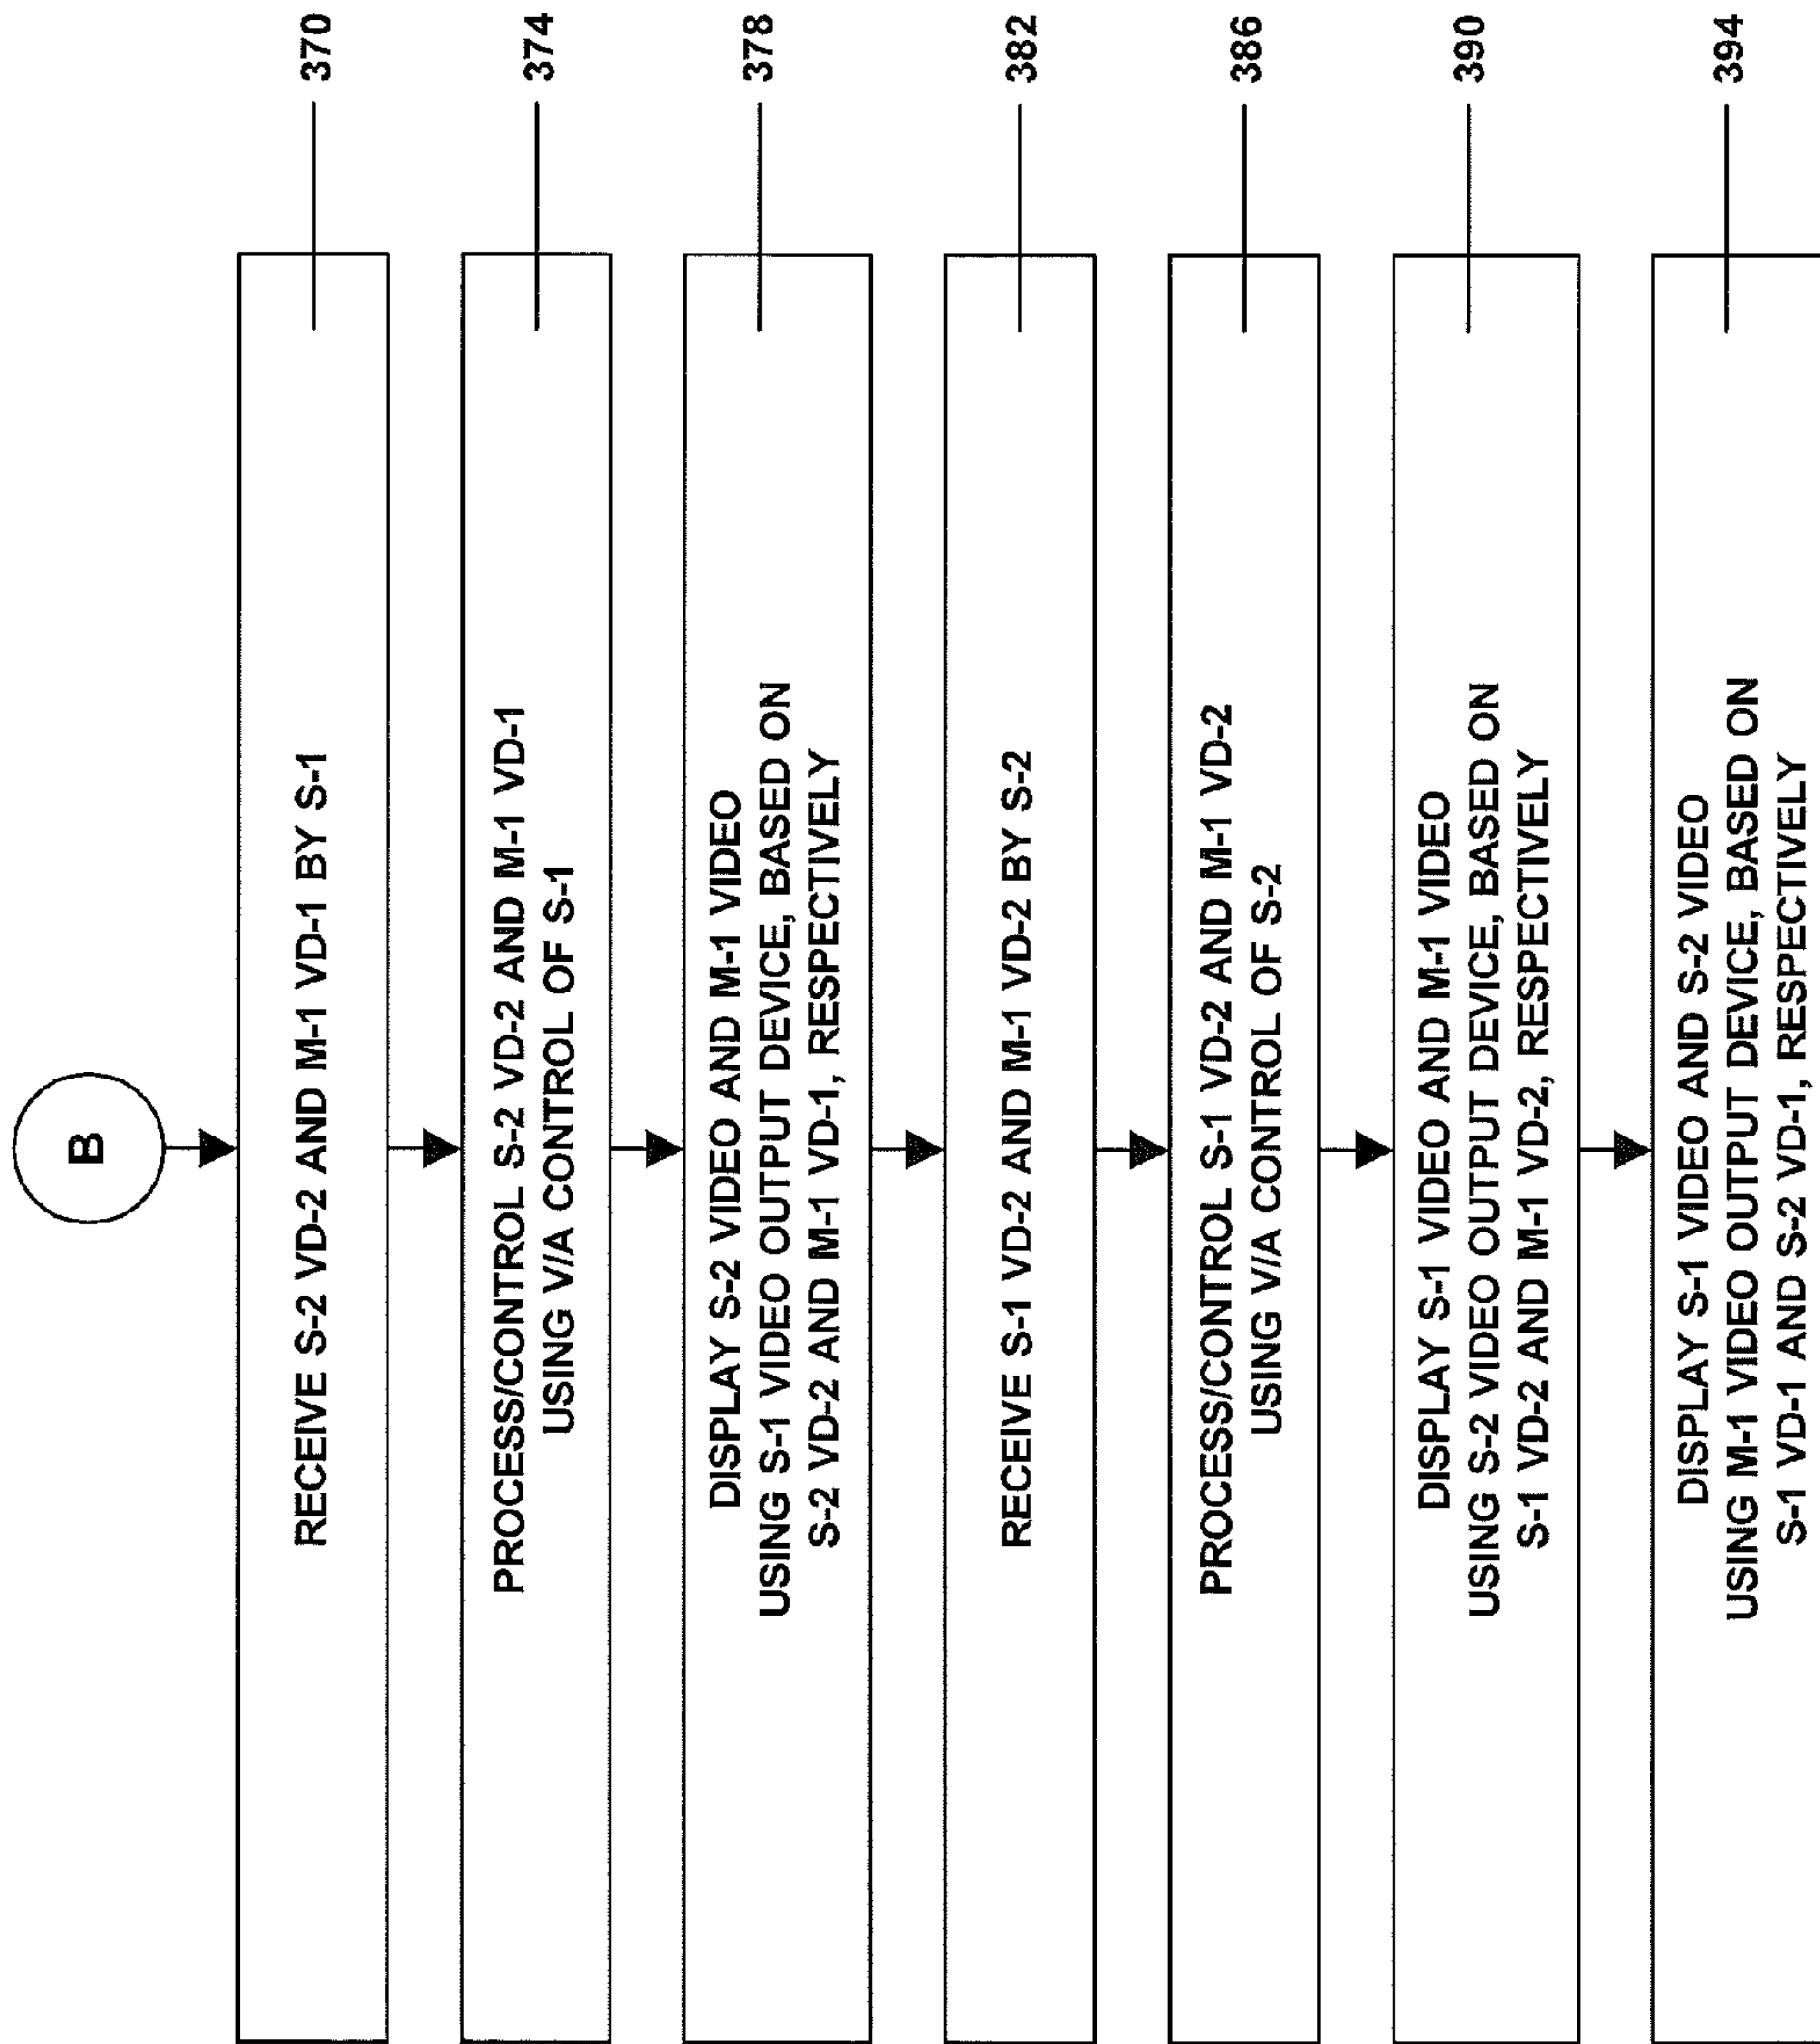 B
RECEIVE S-2 VD-2 AND M-1 VD-1 BY S-1
370
PROCESS/CONTROL S-2 VD-2 AND M-1 VD-1
USING V/A CONTROL OF S-1
374
DISPLAY S-2 VIDEO AND M-1 VIDEO
USING S-1 VIDEO OUTPUT DEVICE, BASED ON
S-2 VD-2 AND M-1 VD-1, RESPECTIVELY
378
RECEIVE S-1 VD-2 AND M-1 VD-2 BY S-2
382
PROCESS/CONTROL S-1 VD-2 AND M-1 VD-2
USING V/A CONTROL OF S-2
386
DISPLAY S-1 VIDEO AND M-1 VIDEO
USING S-2 VIDEO OUTPUT DEVICE, BASED ON
S-1 VD-2 AND M-1 VD-2, RESPECTIVELY
390
DISPLAY S-1 VIDEO AND S-2 VIDEO
USING M-1 VIDEO OUTPUT DEVICE, BASED ON
S-1 VD-1 AND S-2 VD-1, RESPECTIVELY
394